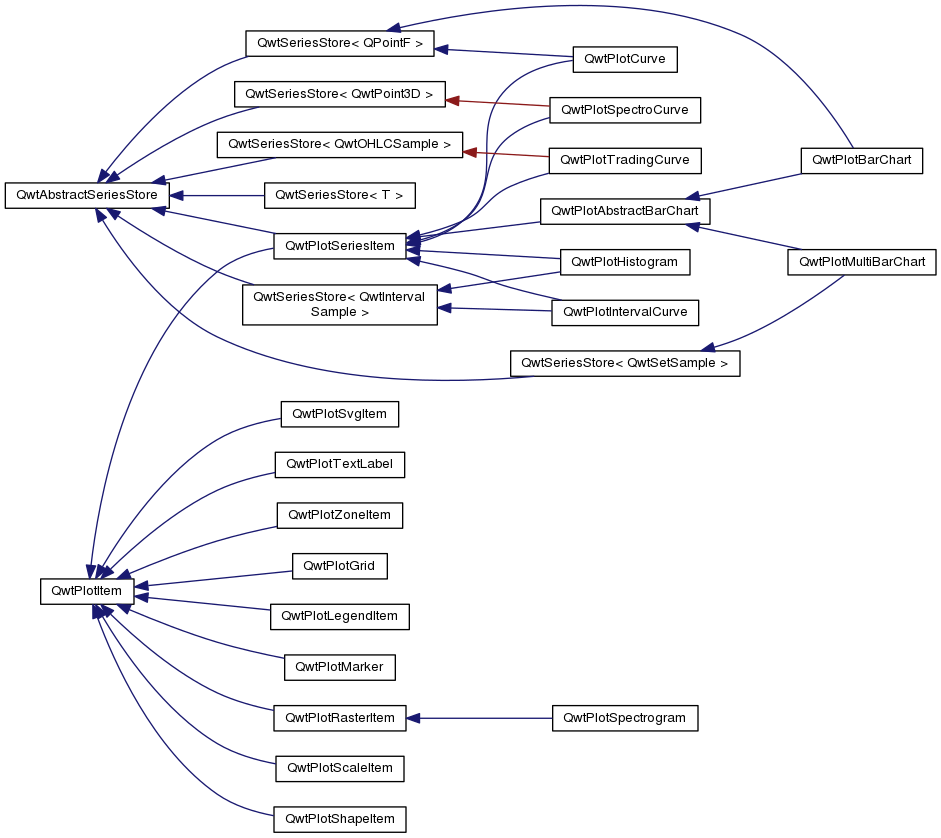 QwtSeriesStore< QPointF >
QwtPlotCurve
QwtSeriesStore< QwtPoint3D >
QwtPlotSpectroCurve
QwtSeriesStore< QwtOHLCSample >
QwtPlotTradingCurve
QwtPlotBarChart
QwtAbstractSeriesStore
QwtSeriesStore< T >
QwtPlotAbstractBarChart
QwtPlotSeriesItem
QwtPlotHistogram
QwtPlotMultiBarChart
QwtSeriesStore< QwtInterval
Sample >
QwtPlotIntervalCurve
QwtSeriesStore< QwtSetSample >
QwtPlotSvgItem
QwtPlotTextLabel
QwtPlotZoneItem
QwtPlotGrid
QwtPlotItem
QwtPlotLegendItem
QwtPlotMarker
QwtPlotRasterItem
QwtPlotSpectrogram
QwtPlotScaleItem
QwtPlotShapeItem